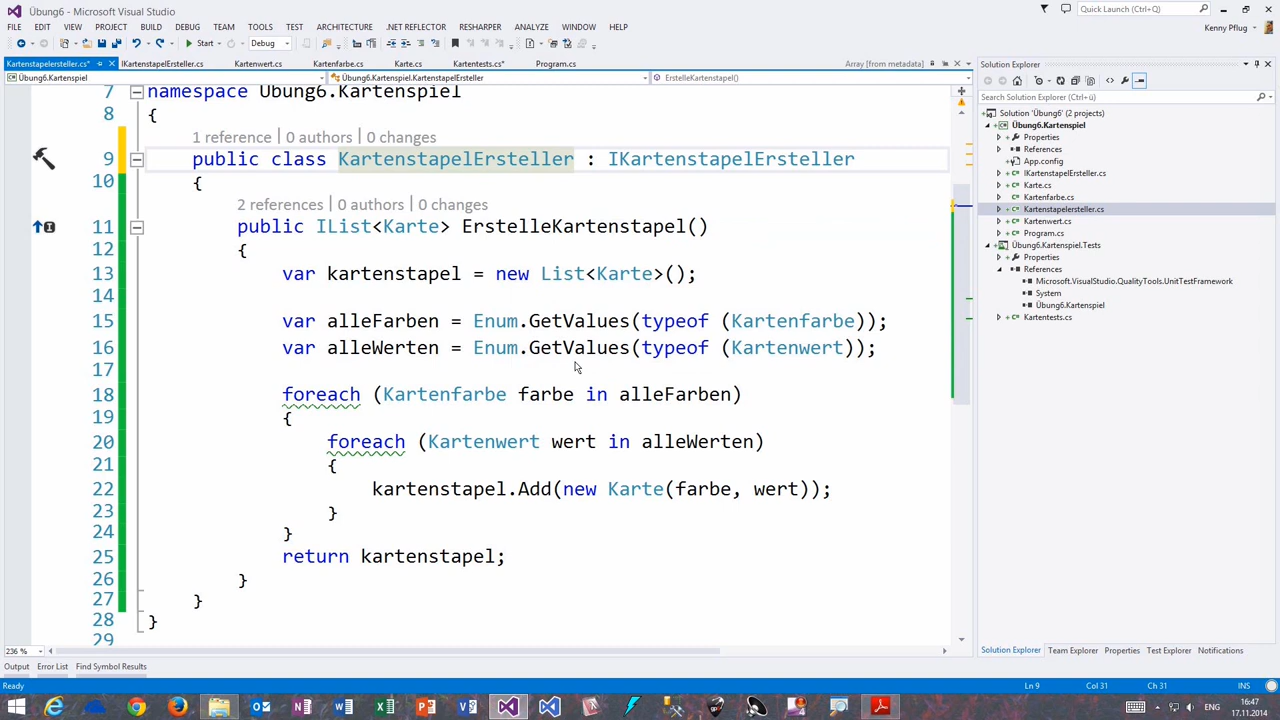 Übung6 - Microsoft Visual Studio
Quick Launch (Ctrl+Q)
FILE EDIT VIEW PROJECT BUILD DEBUG TEAM TOOLS TEST ARCHITECTURE .NET REFLECTOR RESHARPER ANALYZE WINDOW HELP
Kenny Pflug
Start Debug
Kartenstapelersteller.cs* IKartenstapelErsteller.cs Kartenwert.cs Kartenfarbe.cs Karte.cs Kartentests.cs* Program.cs Array [from metadata]
Übung6.Kartenspiel Übung6.Kartenspiel.KartenstapelErsteller ErstelleKartenstapel()
7 namespace Übung6.Kartenspiel
8 {
1 reference | 0 authors | 0 changes
9 public class KartenstapelErsteller : IKartenstapelErsteller
10 {
2 references | 0 authors | 0 changes
11 public IList<Karte> ErstelleKartenstapel()
12 {
13 var kartenstapel = new List<Karte>();
14
15 var alleFarben = Enum.GetValues(typeof (Kartenfarbe));
16 var alleWerten = Enum.GetValues(typeof (Kartenwert));
17
18 foreach (Kartenfarbe farbe in alleFarben)
19 {
20 foreach (Kartenwert wert in alleWerten)
21 {
22 kartenstapel.Add(new Karte(farbe, wert));
23 }
24 }
25 return kartenstapel;
26 }
27 }
28 }
29
236 %
Solution Explorer
Search Solution Explorer (Ctrl+ü)
Solution 'Übung6' (2 projects)
Übung6.Kartenspiel
Properties
References
App.config
IKartenstapelErsteller.cs
Karte.cs
Kartenfarbe.cs
Kartenstapelersteller.cs
Kartenwert.cs
Program.cs
Übung6.Kartenspiel.Tests
Properties
References
Microsoft.VisualStudio.QualityTools.UnitTestFramework
System
Übung6.Kartenspiel
Kartentests.cs
Solution Explorer Team Explorer Properties Test Explorer Notifications
Output Error List Find Symbol Results
Ready Ln 9 Col 31 Ch 31 INS
ENG 16:47
17.11.2014